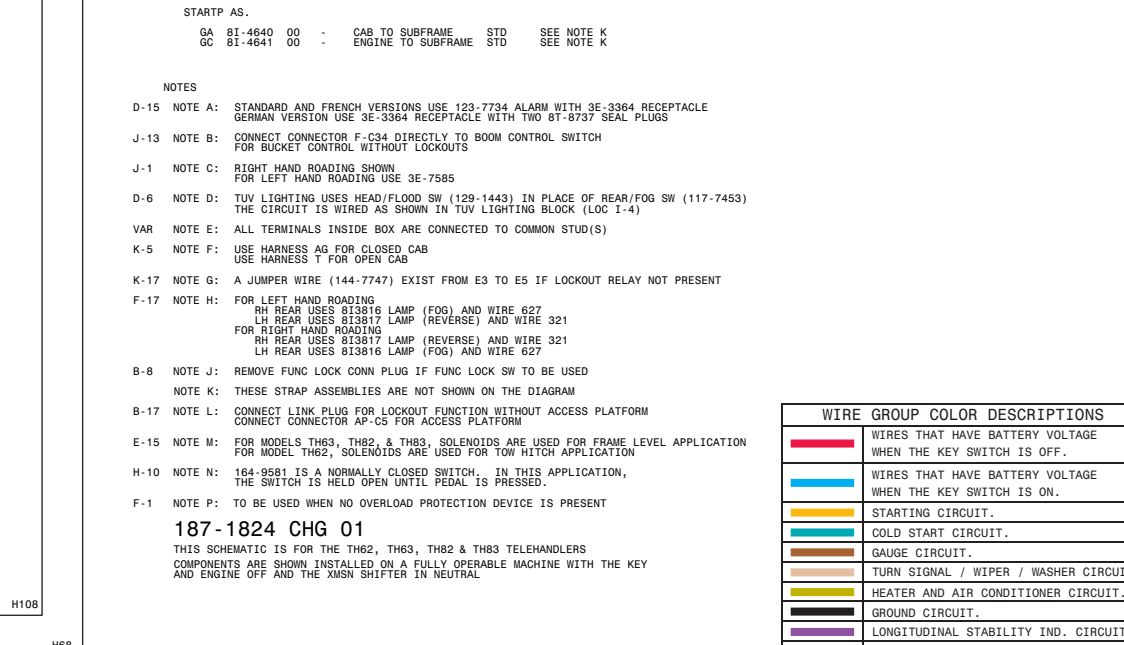 STARTP AS.
GA 8I-4640 00 - CAB TO SUBFRAME STD SEE NOTE K
GC 8I-4641 00 - ENGINE TO SUBFRAME STD SEE NOTE K
NOTES
D-15 NOTE A: STANDARD AND FRENCH VERSIONS USE 123-7734 ALARM WITH 3E-3364 RECEPTACLE
GERMAN VERSION USE 3E-3364 RECEPTACLE WITH TWO 8T-8737 SEAL PLUGS
J-13 NOTE B: CONNECT CONNECTOR F-C34 DIRECTLY TO BOOM CONTROL SWITCH
FOR BUCKET CONTROL WITHOUT LOCKOUTS
J-1 NOTE C: RIGHT HAND ROADING SHOWN
FOR LEFT HAND ROADING USE 3E-7585
D-6 NOTE D: TUV LIGHTING USES HEAD/FLOOD SW (129-1443) IN PLACE OF REAR/FOG SW (117-7453)
THE CIRCUIT IS WIRED AS SHOWN IN TUV LIGHTING BLOCK (LOC I-4)
VAR NOTE E: ALL TERMINALS INSIDE BOX ARE CONNECTED TO COMMON STUD(S)
K-5 NOTE F: USE HARNESS AG FOR CLOSED CAB
USE HARNESS T FOR OPEN CAB
K-17 NOTE G: A JUMPER WIRE (144-7747) EXIST FROM E3 TO E5 IF LOCKOUT RELAY NOT PRESENT
F-17 NOTE H: FOR LEFT HAND ROADING
RH REAR USES 8I3816 LAMP (FOG) AND WIRE 627
LH REAR USES 8I3817 LAMP (REVERSE) AND WIRE 321
FOR RIGHT HAND ROADING
RH REAR USES 8I3817 LAMP (REVERSE) AND WIRE 321
LH REAR USES 8I3816 LAMP (FOG) AND WIRE 627
B-8 NOTE J: REMOVE FUNC LOCK CONN PLUG IF FUNC LOCK SW TO BE USED
NOTE K: THESE STRAP ASSEMBLIES ARE NOT SHOWN ON THE DIAGRAM
B-17 NOTE L: CONNECT LINK PLUG FOR LOCKOUT FUNCTION WITHOUT ACCESS PLATFORM
CONNECT CONNECTOR AP-C5 FOR ACCESS PLATFORM
E-15 NOTE M: FOR MODELS TH63, TH82, & TH83, SOLENOIDS ARE USED FOR FRAME LEVEL APPLICATION
FOR MODEL TH62, SOLENOIDS ARE USED FOR TOW HITCH APPLICATION
H-10 NOTE N: 164-9581 IS A NORMALLY CLOSED SWITCH. IN THIS APPLICATION,
THE SWITCH IS HELD OPEN UNTIL PEDAL IS PRESSED.
F-1 NOTE P: TO BE USED WHEN NO OVERLOAD PROTECTION DEVICE IS PRESENT
187-1824 CHG 01
THIS SCHEMATIC IS FOR THE TH62, TH63, TH82 & TH83 TELEHANDLERS
COMPONENTS ARE SHOWN INSTALLED ON A FULLY OPERABLE MACHINE WITH THE KEY
AND ENGINE OFF AND THE XMSN SHIFTER IN NEUTRAL
H108
H68
WIRE GROUP COLOR DESCRIPTIONS
WIRES THAT HAVE BATTERY VOLTAGE
WHEN THE KEY SWITCH IS OFF.
WIRES THAT HAVE BATTERY VOLTAGE
WHEN THE KEY SWITCH IS ON.
STARTING CIRCUIT.
COLD START CIRCUIT.
GAUGE CIRCUIT.
TURN SIGNAL / WIPER / WASHER CIRCUI
HEATER AND AIR CONDITIONER CIRCUIT.
GROUND CIRCUIT.
LONGITUDINAL STABILITY IND. CIRCUIT